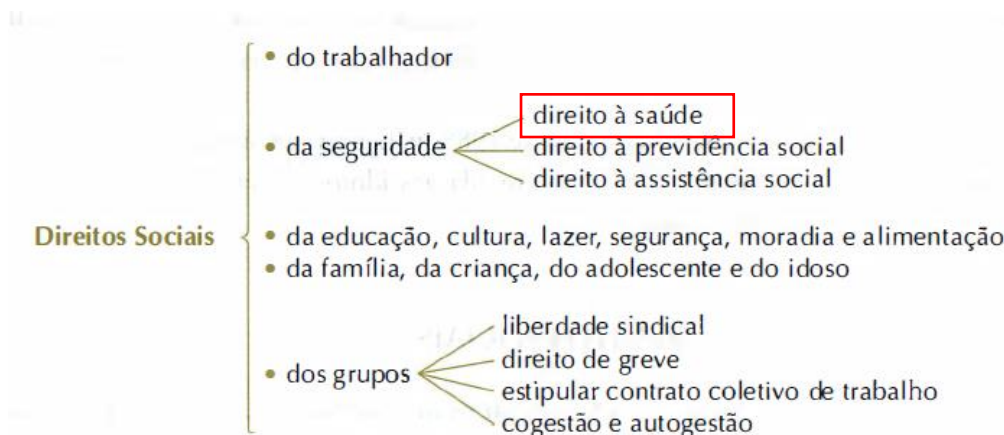 • do trabalhador
direito à saúde
• da seguridade
direito à previdência social
direito à assistência social
Direitos Sociais
• da educação, cultura, lazer, segurança, moradia e alimentação
• da família, da criança, do adolescente e do idoso
liberdade sindical
direito de greve
• dos grupos
estipular contrato coletivo de trabalho
cogestão e autogestão